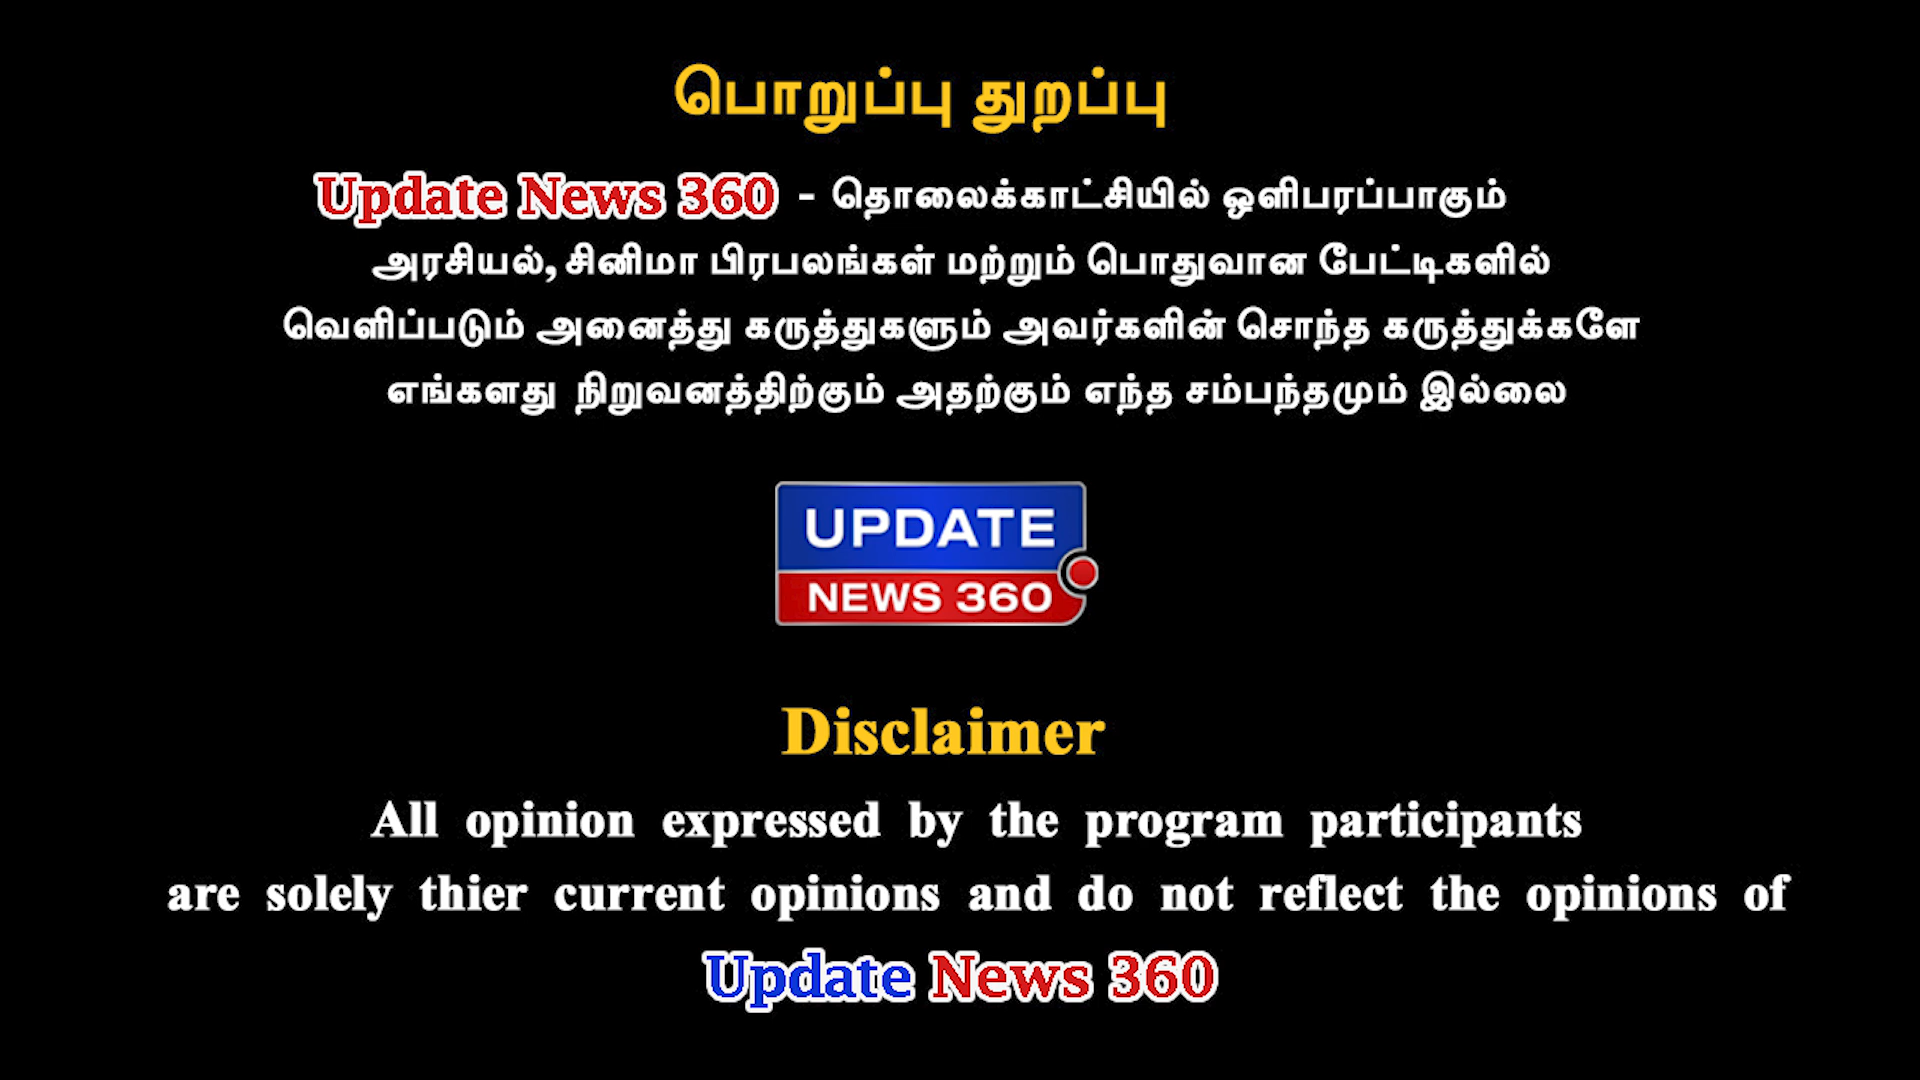 பொறுப்பு துறப்பு
Update News 360 - தொலைக்காட்சியில் ஒளிபரப்பாகும்
அரசியல், சினிமா பிரபலங்கள் மற்றும் பொதுவான பேட்டிகளில்
வெளிப்படும் அனைத்து கருத்துகளும் அவர்களின் சொந்த கருத்துக்களே
எங்களது நிறுவனத்திற்கும் அதற்கும் எந்த சம்பந்தமும் இல்லை
UPDATE
NEWS 360
Disclaimer
All opinion expressed by the program participants
are solely thier current opinions and do not reflect the opinions of
Update News 360